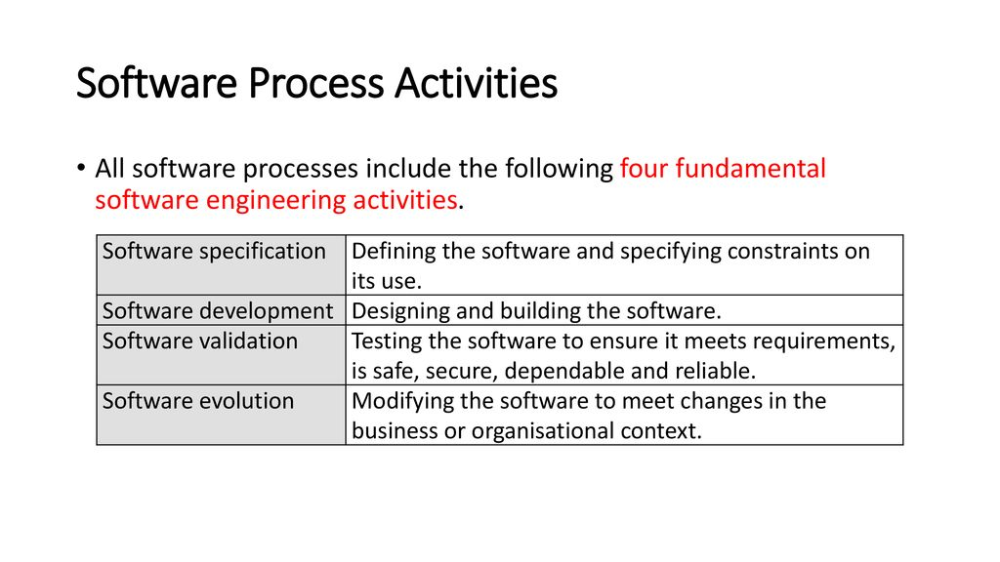 Software Process Activities
• All software processes include the following four fundamental
software engineering activities.
Software specification Defining the software and specifying constraints on
its use.
Software development Designing and building the software.
Software validation Testing the software to ensure it meets requirements,
is safe, secure, dependable and reliable.
Software evolution Modifying the software to meet changes in the
business or organisational context.